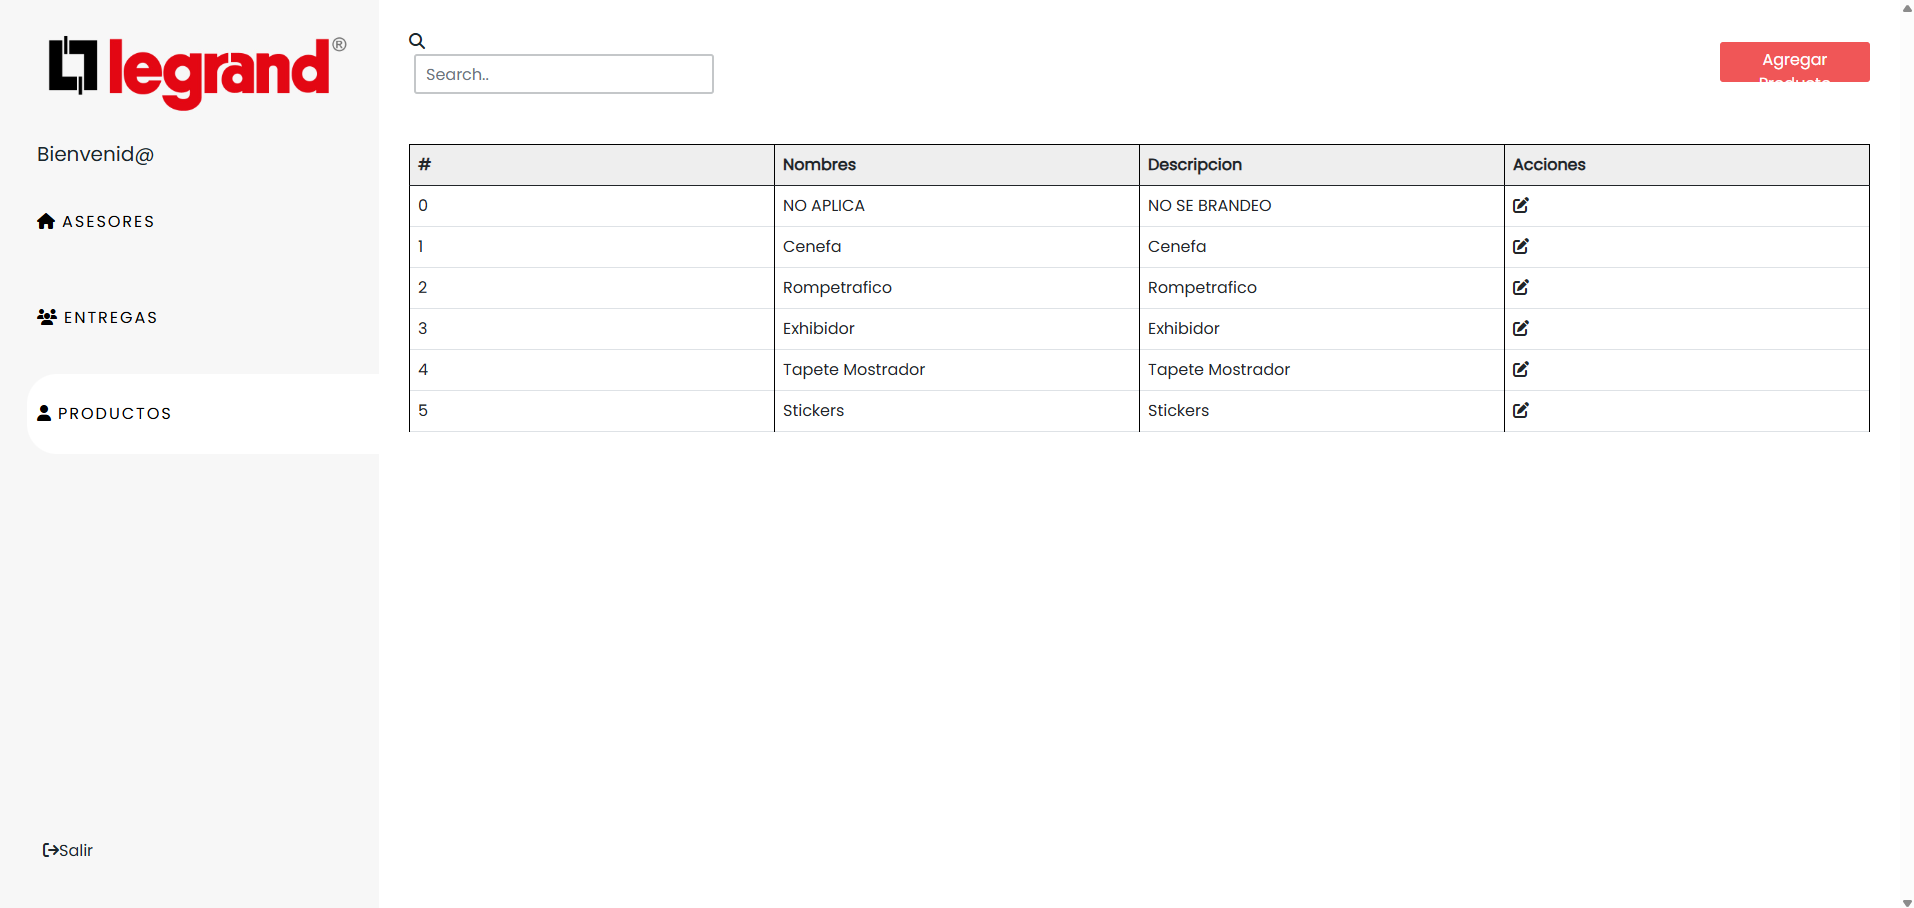 legrand®
Bienvenid@
ASESORES
ENTREGAS
PRODUCTOS
Salir
Search..
Agregar
Producto
# Nombres Descripcion Acciones
0 NO APLICA NO SE BRANDEO
1 Cenefa Cenefa
2 Rompetrafico Rompetrafico
3 Exhibidor Exhibidor
4 Tapete Mostrador Tapete Mostrador
5 Stickers Stickers